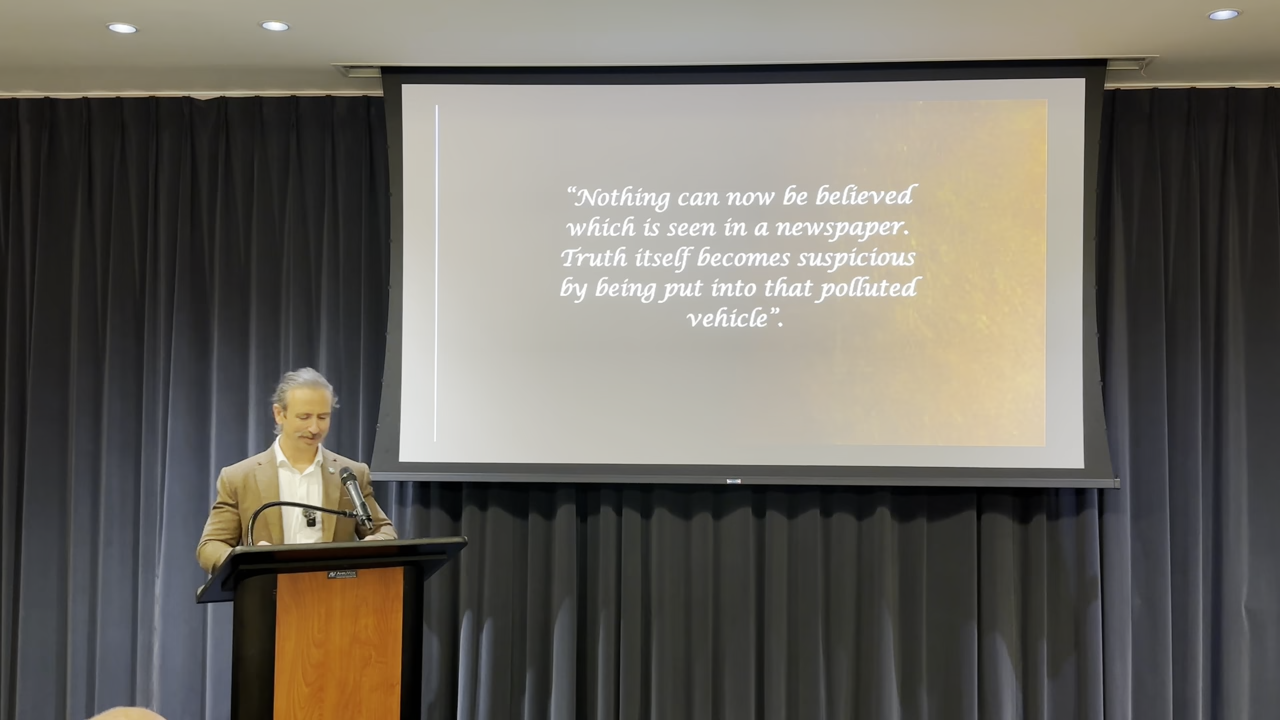 “Nothing can now be believed
which is seen in a newspaper.
Truth itself becomes suspicious
by being put into that polluted
vehicle”.